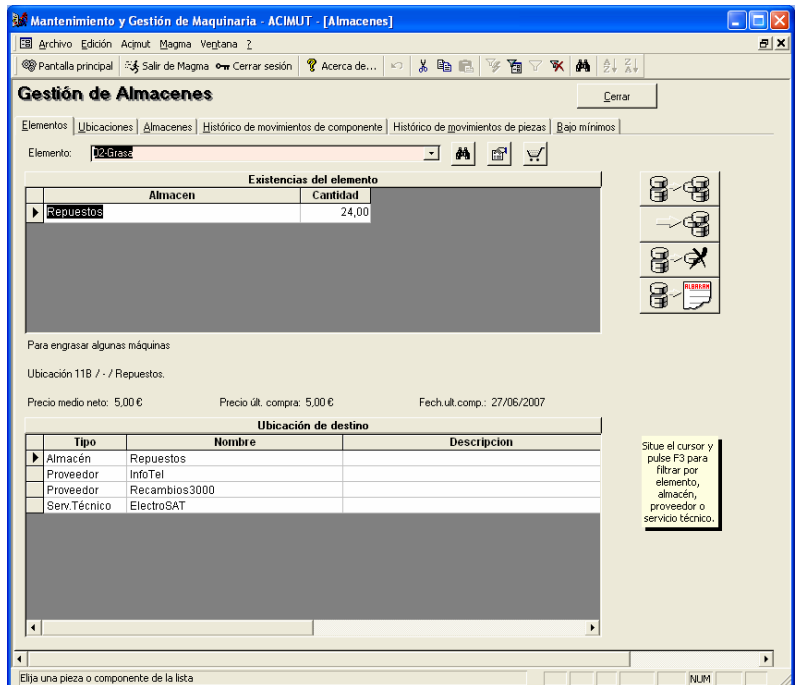 Mantenimiento y Gestión de Maquinaria - ACIMUT - [Almacenes]
Archivo Edición Acjmut Magma Ventana ?
Pantalla principal Salir de Magma Cerrar sesión Acerca de...
Gestión de Almacenes
Cerrar
Elementos Ubicaciones Almacenes Histórico de movimientos de componente Histórico de movimientos de piezas Bajo mínimos
Elemento: 02-Grasa
Existencias del elemento
Almacen Cantidad
Repuestos 24,00
ALBARAN
Para engrasar algunas máquinas
Ubicación 11B / - / Repuestos.
Precio medio neto: 5,00 € Precio últ. compra: 5,00 € Fech.ult.comp.: 27/06/2007
Ubicación de destino
Tipo Nombre Descripcion
Almacén Repuestos
Proveedor InfoTel
Proveedor Recambios3000
Serv.Técnico ElectroSAT
Situe el cursor y
pulse F3 para
filtrar por
elemento,
almacén,
proveedor o
servicio técnico.
Elija una pieza o componente de la lista
NUM